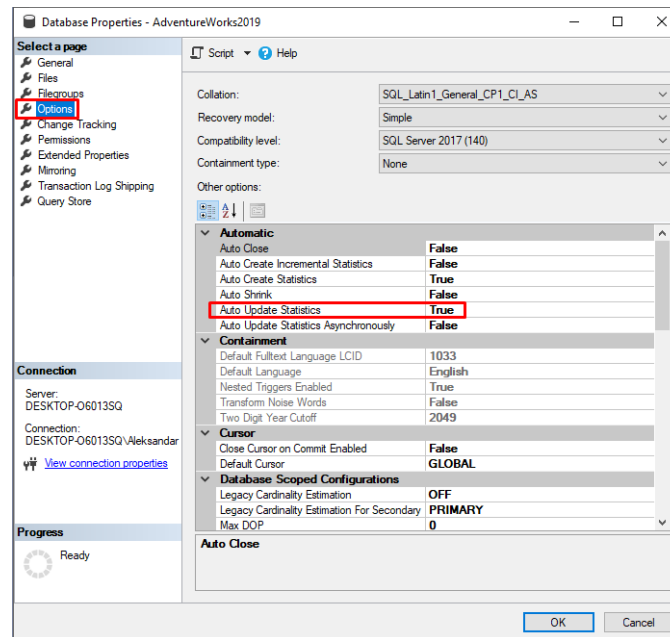 Database Properties - AdventureWorks2019
Select a page
General
Files
Filegroups
Options
Change Tracking
Permissions
Extended Properties
Mirroring
Transaction Log Shipping
Query Store
Script
Help
Collation: SQL_Latin1_General_CP1_CI_AS
Recovery model: Simple
Compatibility level: SQL Server 2017 (140)
Containment type: None
Other options:
Automatic
Auto Close False
Auto Create Incremental Statistics False
Auto Create Statistics True
Auto Shrink False
Auto Update Statistics True
Auto Update Statistics Asynchronously False
Containment
Default Fulltext Language LCID 1033
Default Language English
Nested Triggers Enabled True
Transform Noise Words False
Two Digit Year Cutoff 2049
Cursor
Close Cursor on Commit Enabled False
Default Cursor GLOBAL
Database Scoped Configurations
Legacy Cardinality Estimation OFF
Legacy Cardinality Estimation For Secondary PRIMARY
Max DOP 0
Auto Close
Connection
Server:
DESKTOP-O6013SQ
Connection:
DESKTOP-O6013SQ\Aleksandar
View connection properties
Progress
Ready
OK
Cancel